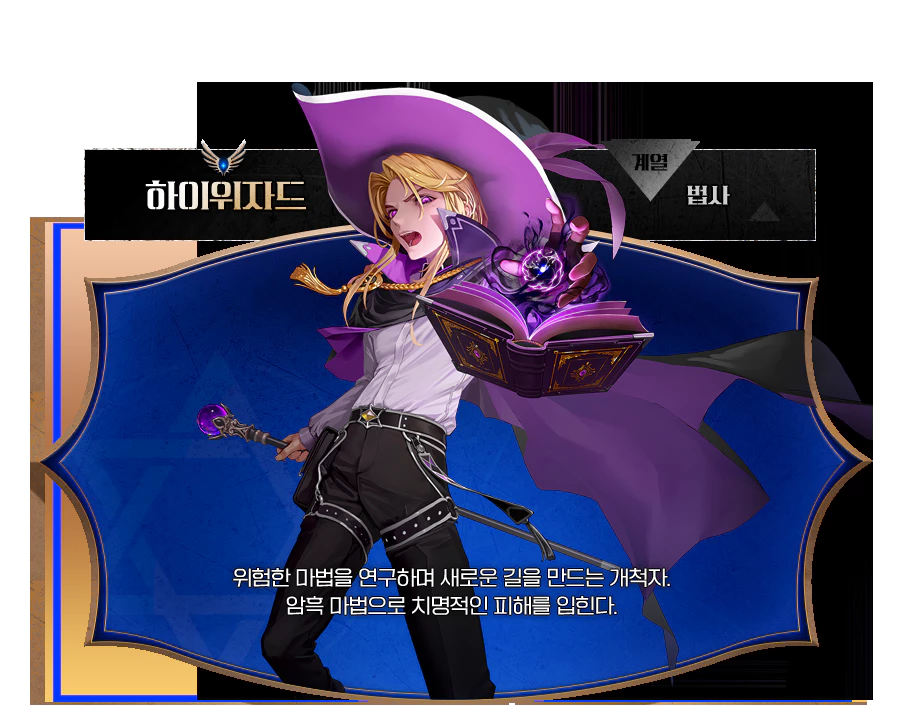 하이위자드
계열
법사
위험한 마법을 연구하며 새로운 길을 만드는 개척자.
암흑 마법으로 치명적인 피해를 입힌다.